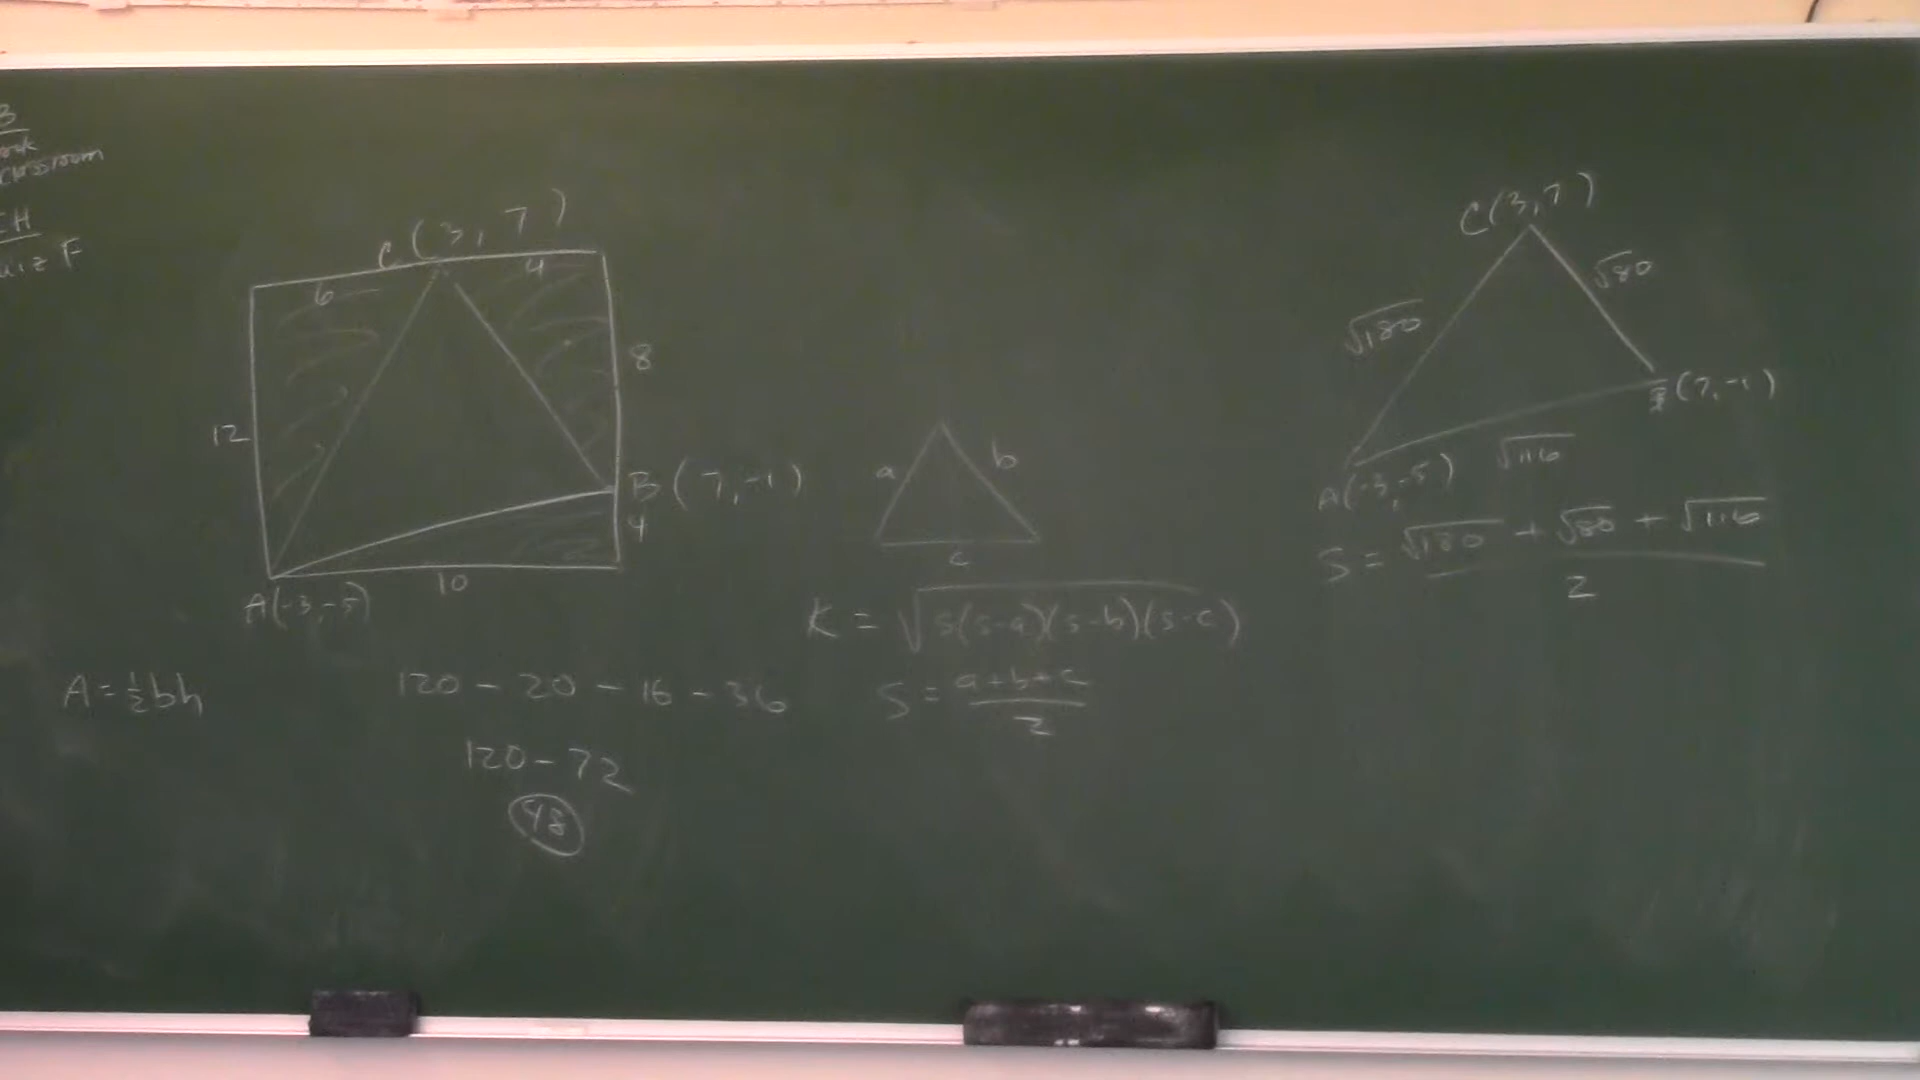 classroom
C (3, 7)
6
4
12
8
B (7,-1)
4
10
A(-3,-5)
A = ½bh
120 - 20 - 16 - 36
120 - 72
48
a
b
c
K = √s(s-a)(s-b)(s-c)
S = a+b+c
2
C(3,7)
√180
√80
(7,-1)
√116
A(-3,-5)
S = √180 + √80 + √116
2